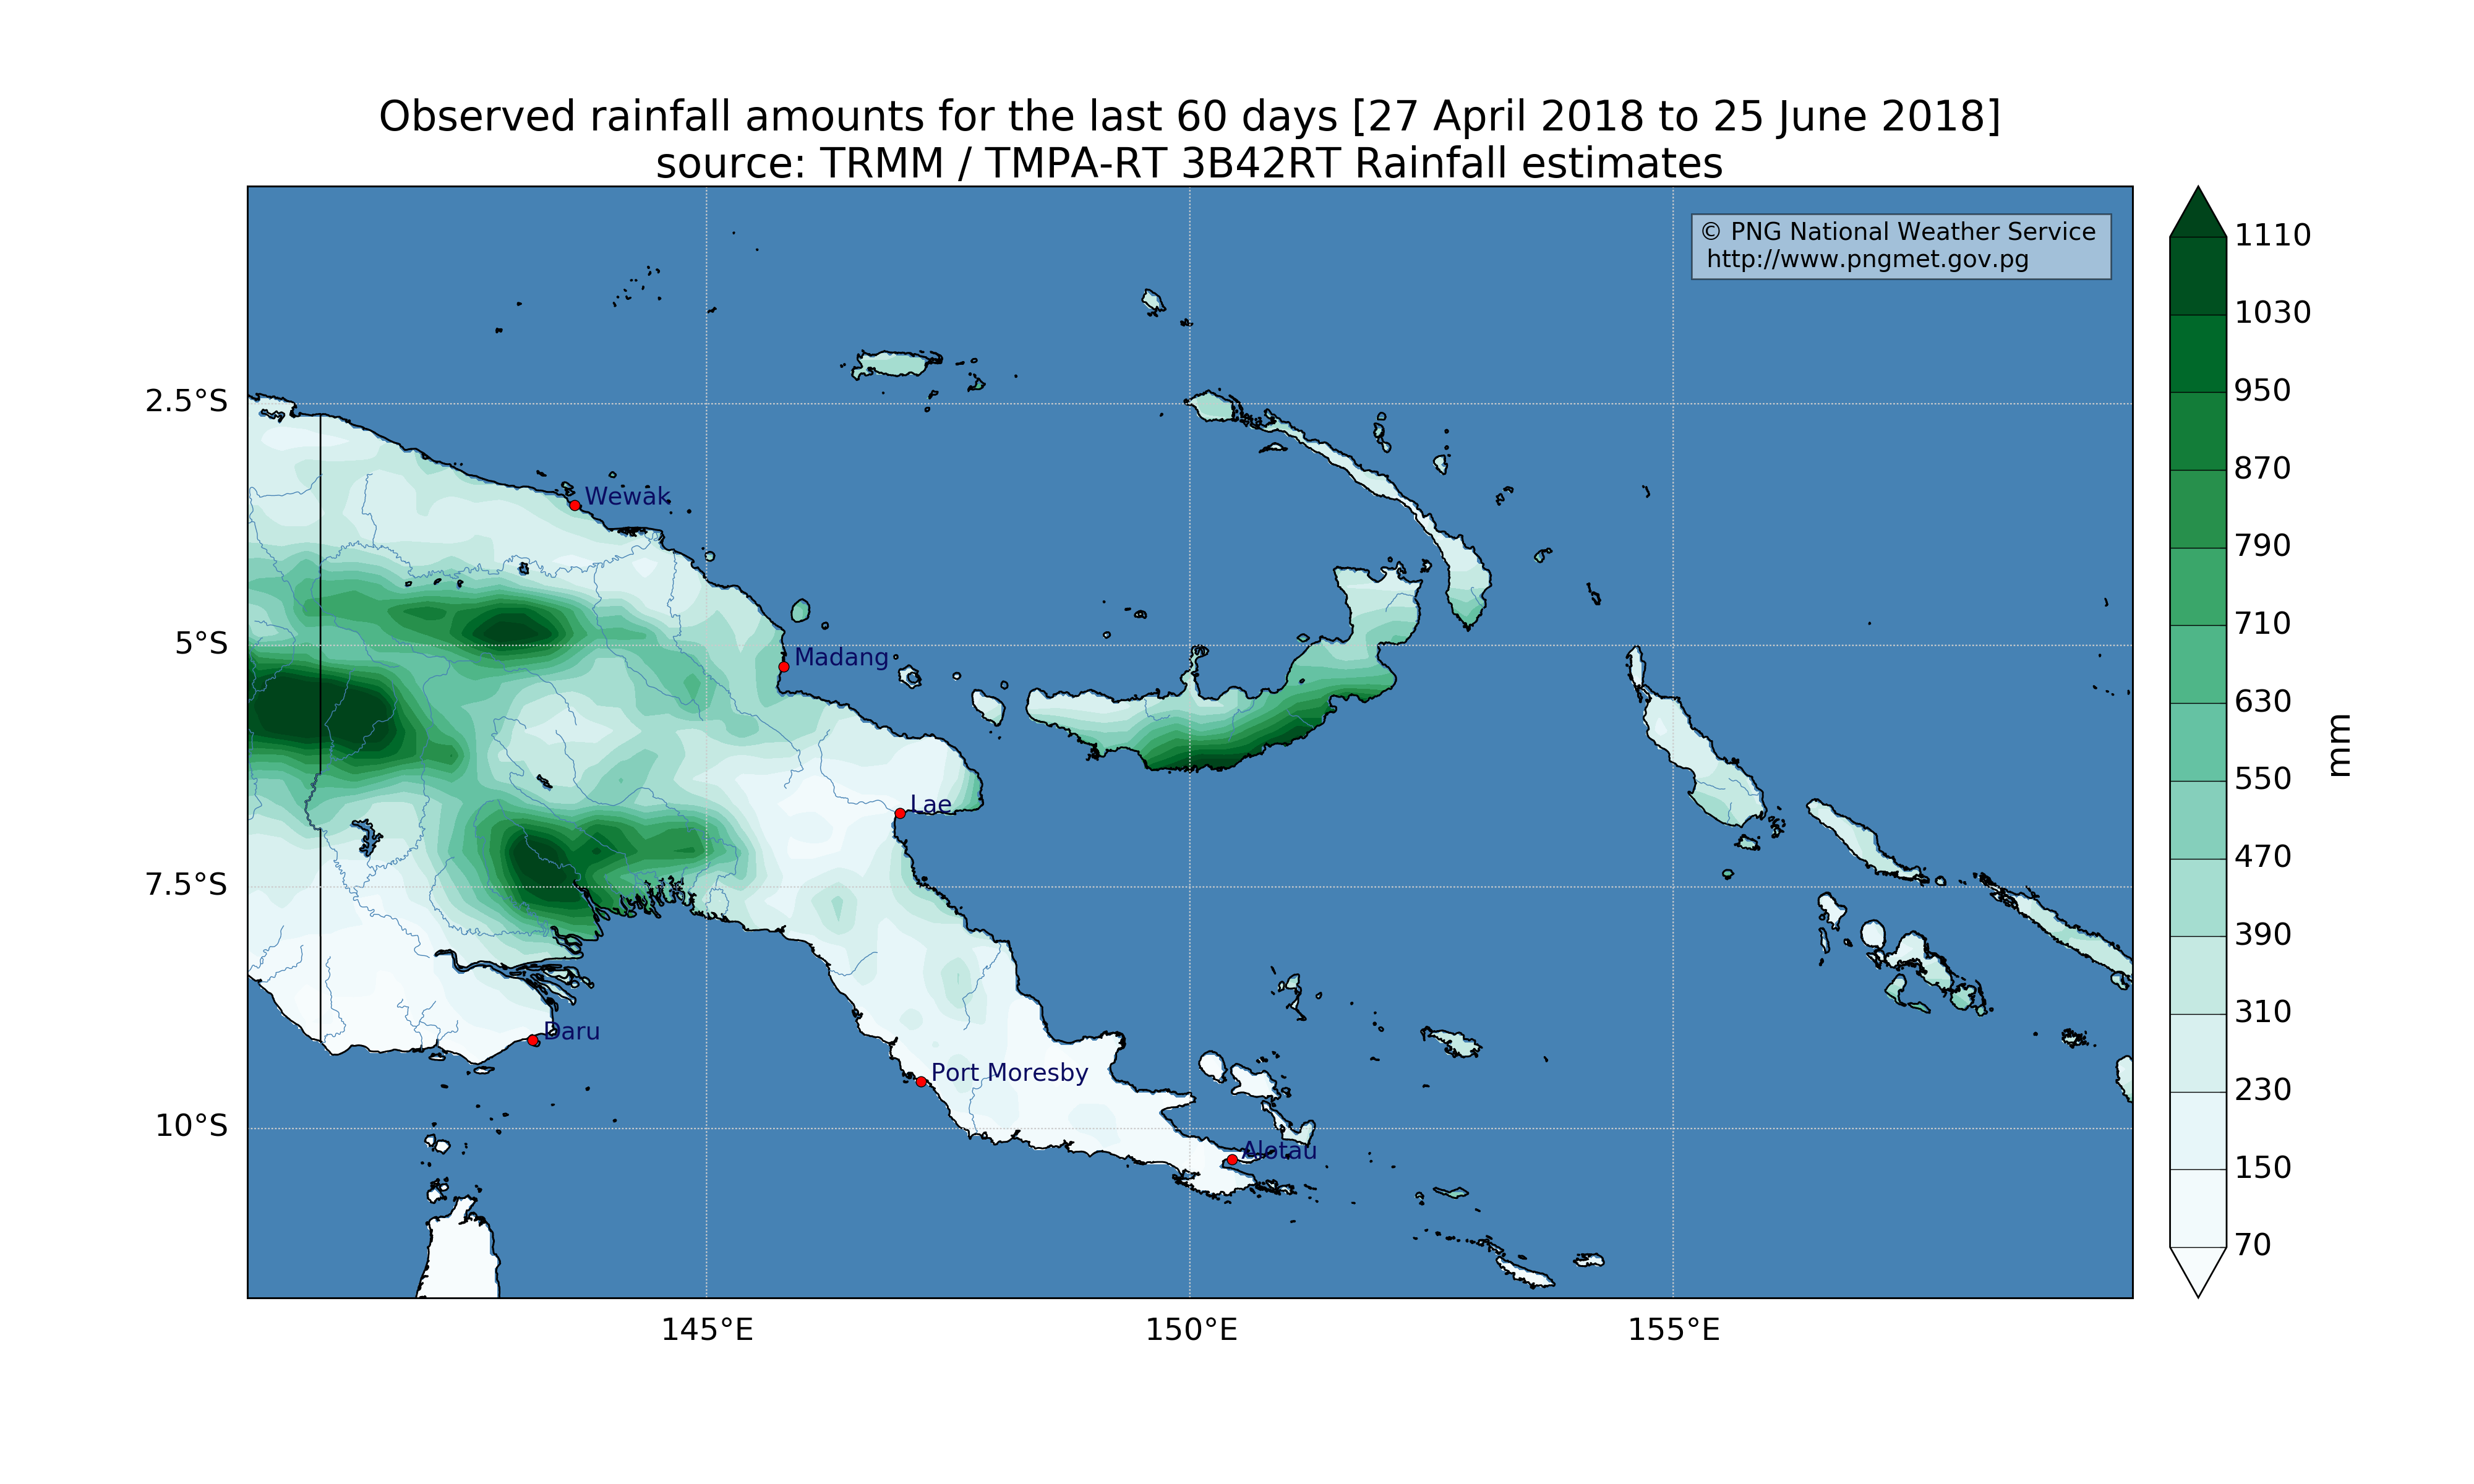 Observed rainfall amounts for the last 60 days [27 April 2018 to 25 June 2018]
source: TRMM / TMPA-RT 3B42RT Rainfall estimates
© PNG National Weather Service
http://www.pngmet.gov.pg
2.5°S
5°S
7.5°S
10°S
145°E
150°E
155°E
Wewak
Madang
Lae
Daru
Port Moresby
Alotau
1110
1030
950
870
790
710
630
550
470
390
310
230
150
70
mm